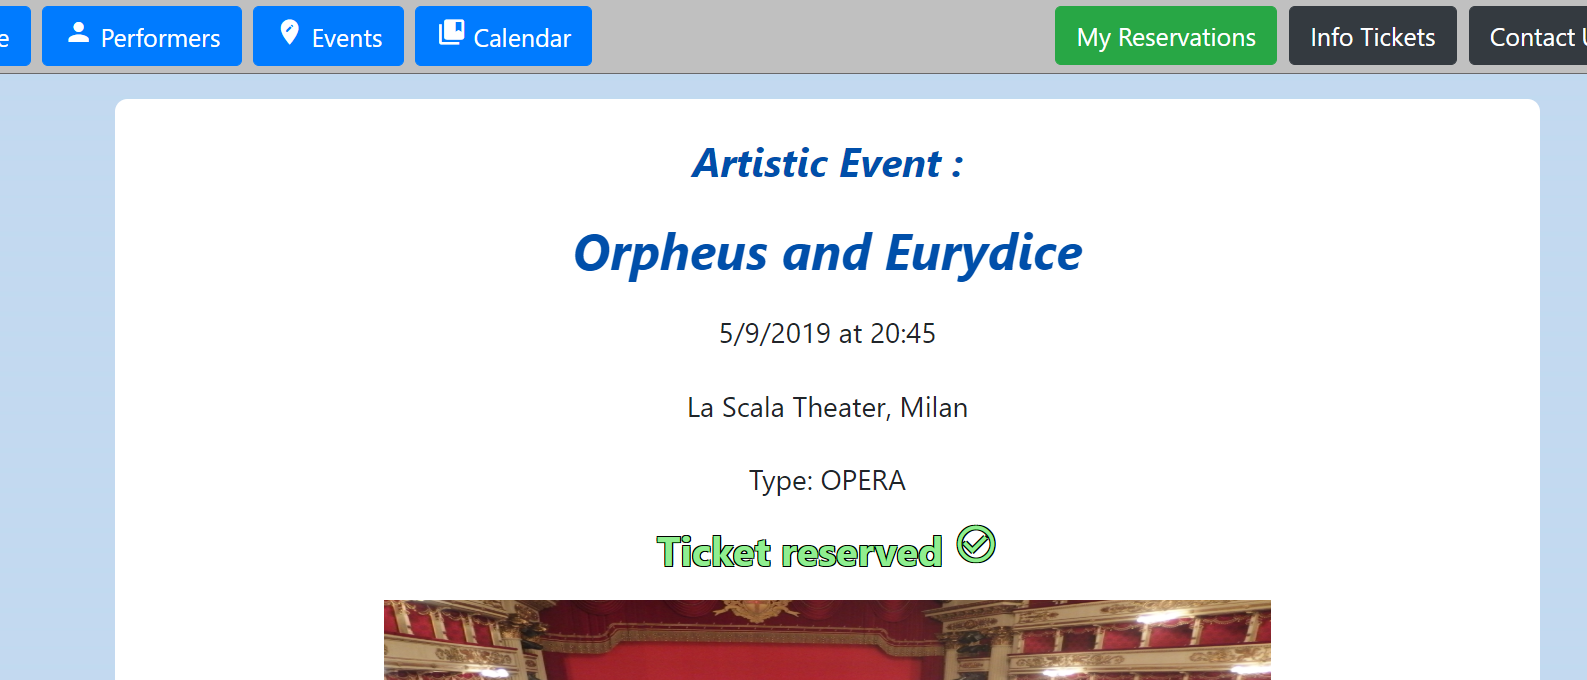 e Performers Events Calendar My Reservations Info Tickets Contact
Artistic Event :
Orpheus and Eurydice
5/9/2019 at 20:45
La Scala Theater, Milan
Type: OPERA
Ticket reserved